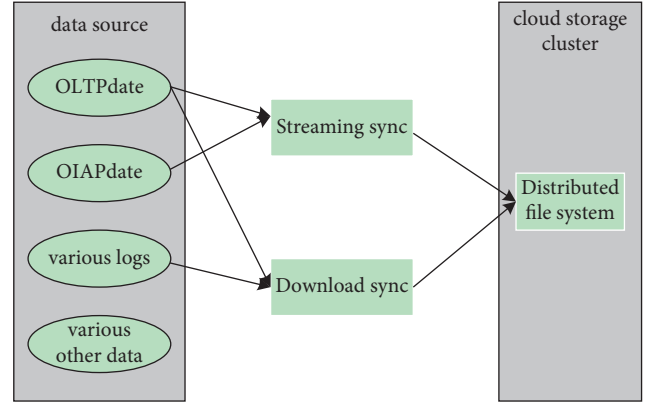 data source
OLTPdate
OIAPdate
various logs
various
other data
Streaming sync
Download sync
cloud storage
cluster
Distributed
file system